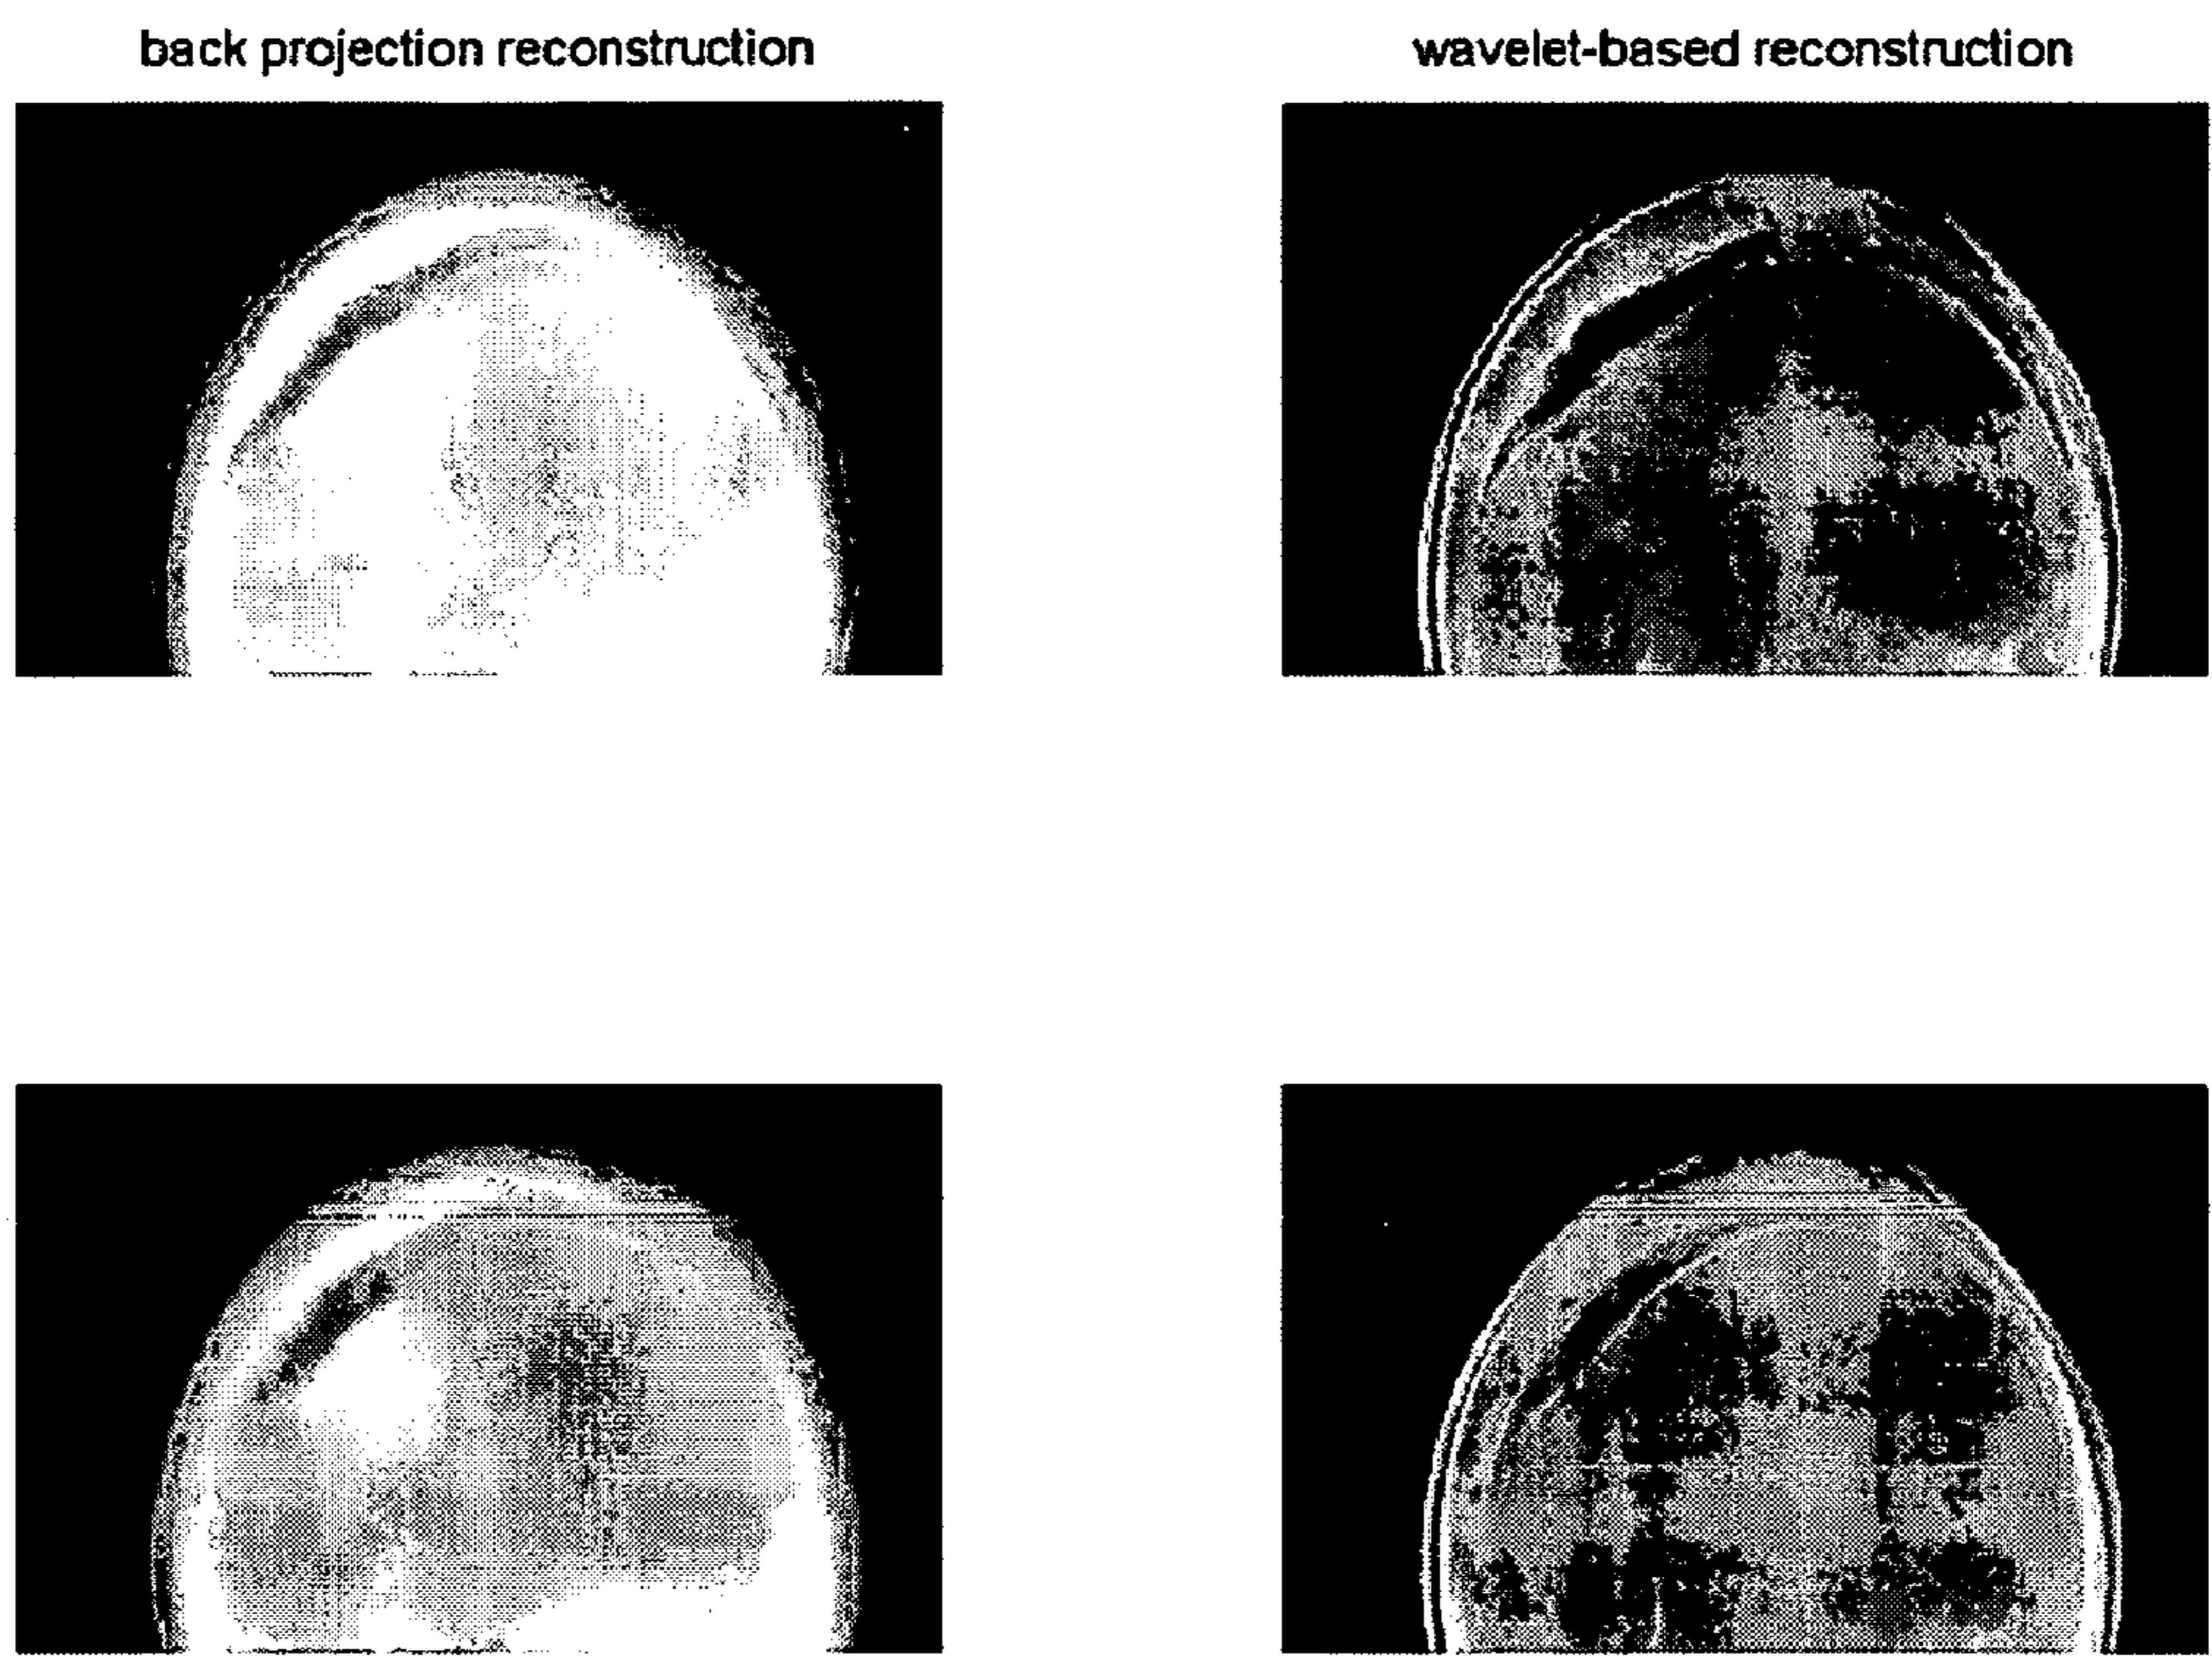 back projection reconstruction
wavelet-based reconstruction